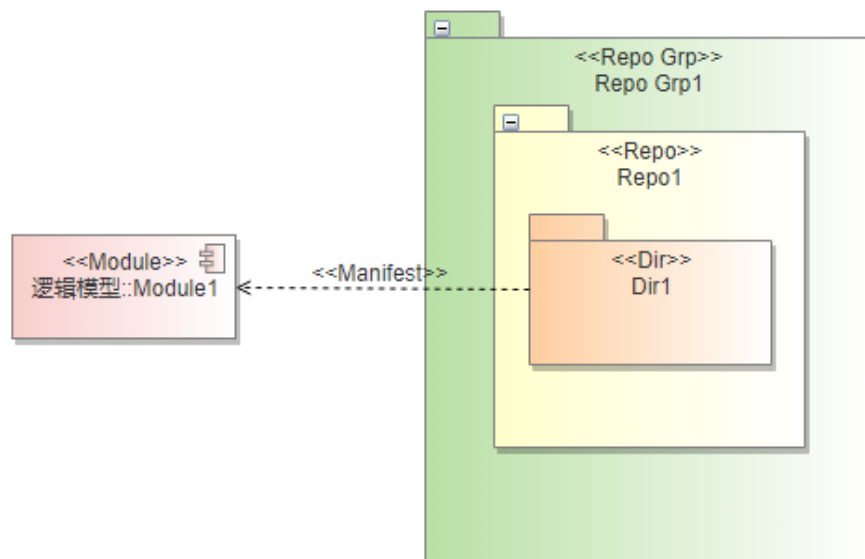 <<Repo Grp>>
Repo Grp1
<<Repo>>
Repo1
<<Module>>
逻辑模型::Module1
<<Manifest>>
<<Dir>>
Dir1